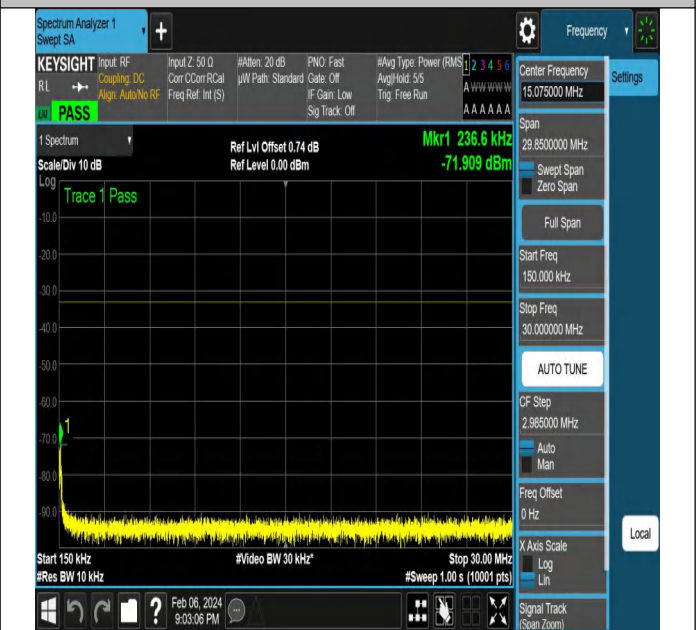 Spectrum Analyzer 1
Swept SA
+
Frequency
KEYSIGHT
RL
LXI
PASS
Input: RF
Coupling: DC
Align: Auto/No RF
Input Z: 50 Ω
Corr CCorr RCal
Freq Ref: Int (S)
#Atten: 20 dB
µW Path: Standard
PNO: Fast
Gate: Off
IF Gain: Low
Sig Track: Off
#Avg Type: Power (RMS
Avg|Hold: 5/5
Trig: Free Run
1 2 3 4 5 6
A W W W W W
A A A A A A
1 Spectrum
Scale/Div 10 dB
Ref Lvl Offset 0.74 dB
Ref Level 0.00 dBm
Mkr1 236.6 kHz
-71.909 dBm
Log
Trace 1 Pass
-10.0
-20.0
-30.0
-40.0
-50.0
-60.0
-70.0
-80.0
-90.0
1
Start 150 kHz
#Res BW 10 kHz
#Video BW 30 kHz*
Stop 30.00 MHz
#Sweep 1.00 s (10001 pts)
Feb 06, 2024
9:03:06 PM
Center Frequency
15.075000 MHz
Settings
Span
29.8500000 MHz
Swept Span
Zero Span
Full Span
Start Freq
150.000 kHz
Stop Freq
30.000000 MHz
AUTO TUNE
CF Step
2.985000 MHz
Auto
Man
Freq Offset
0 Hz
X Axis Scale
Log
Lin
Local
Signal Track
(Span Zoom)